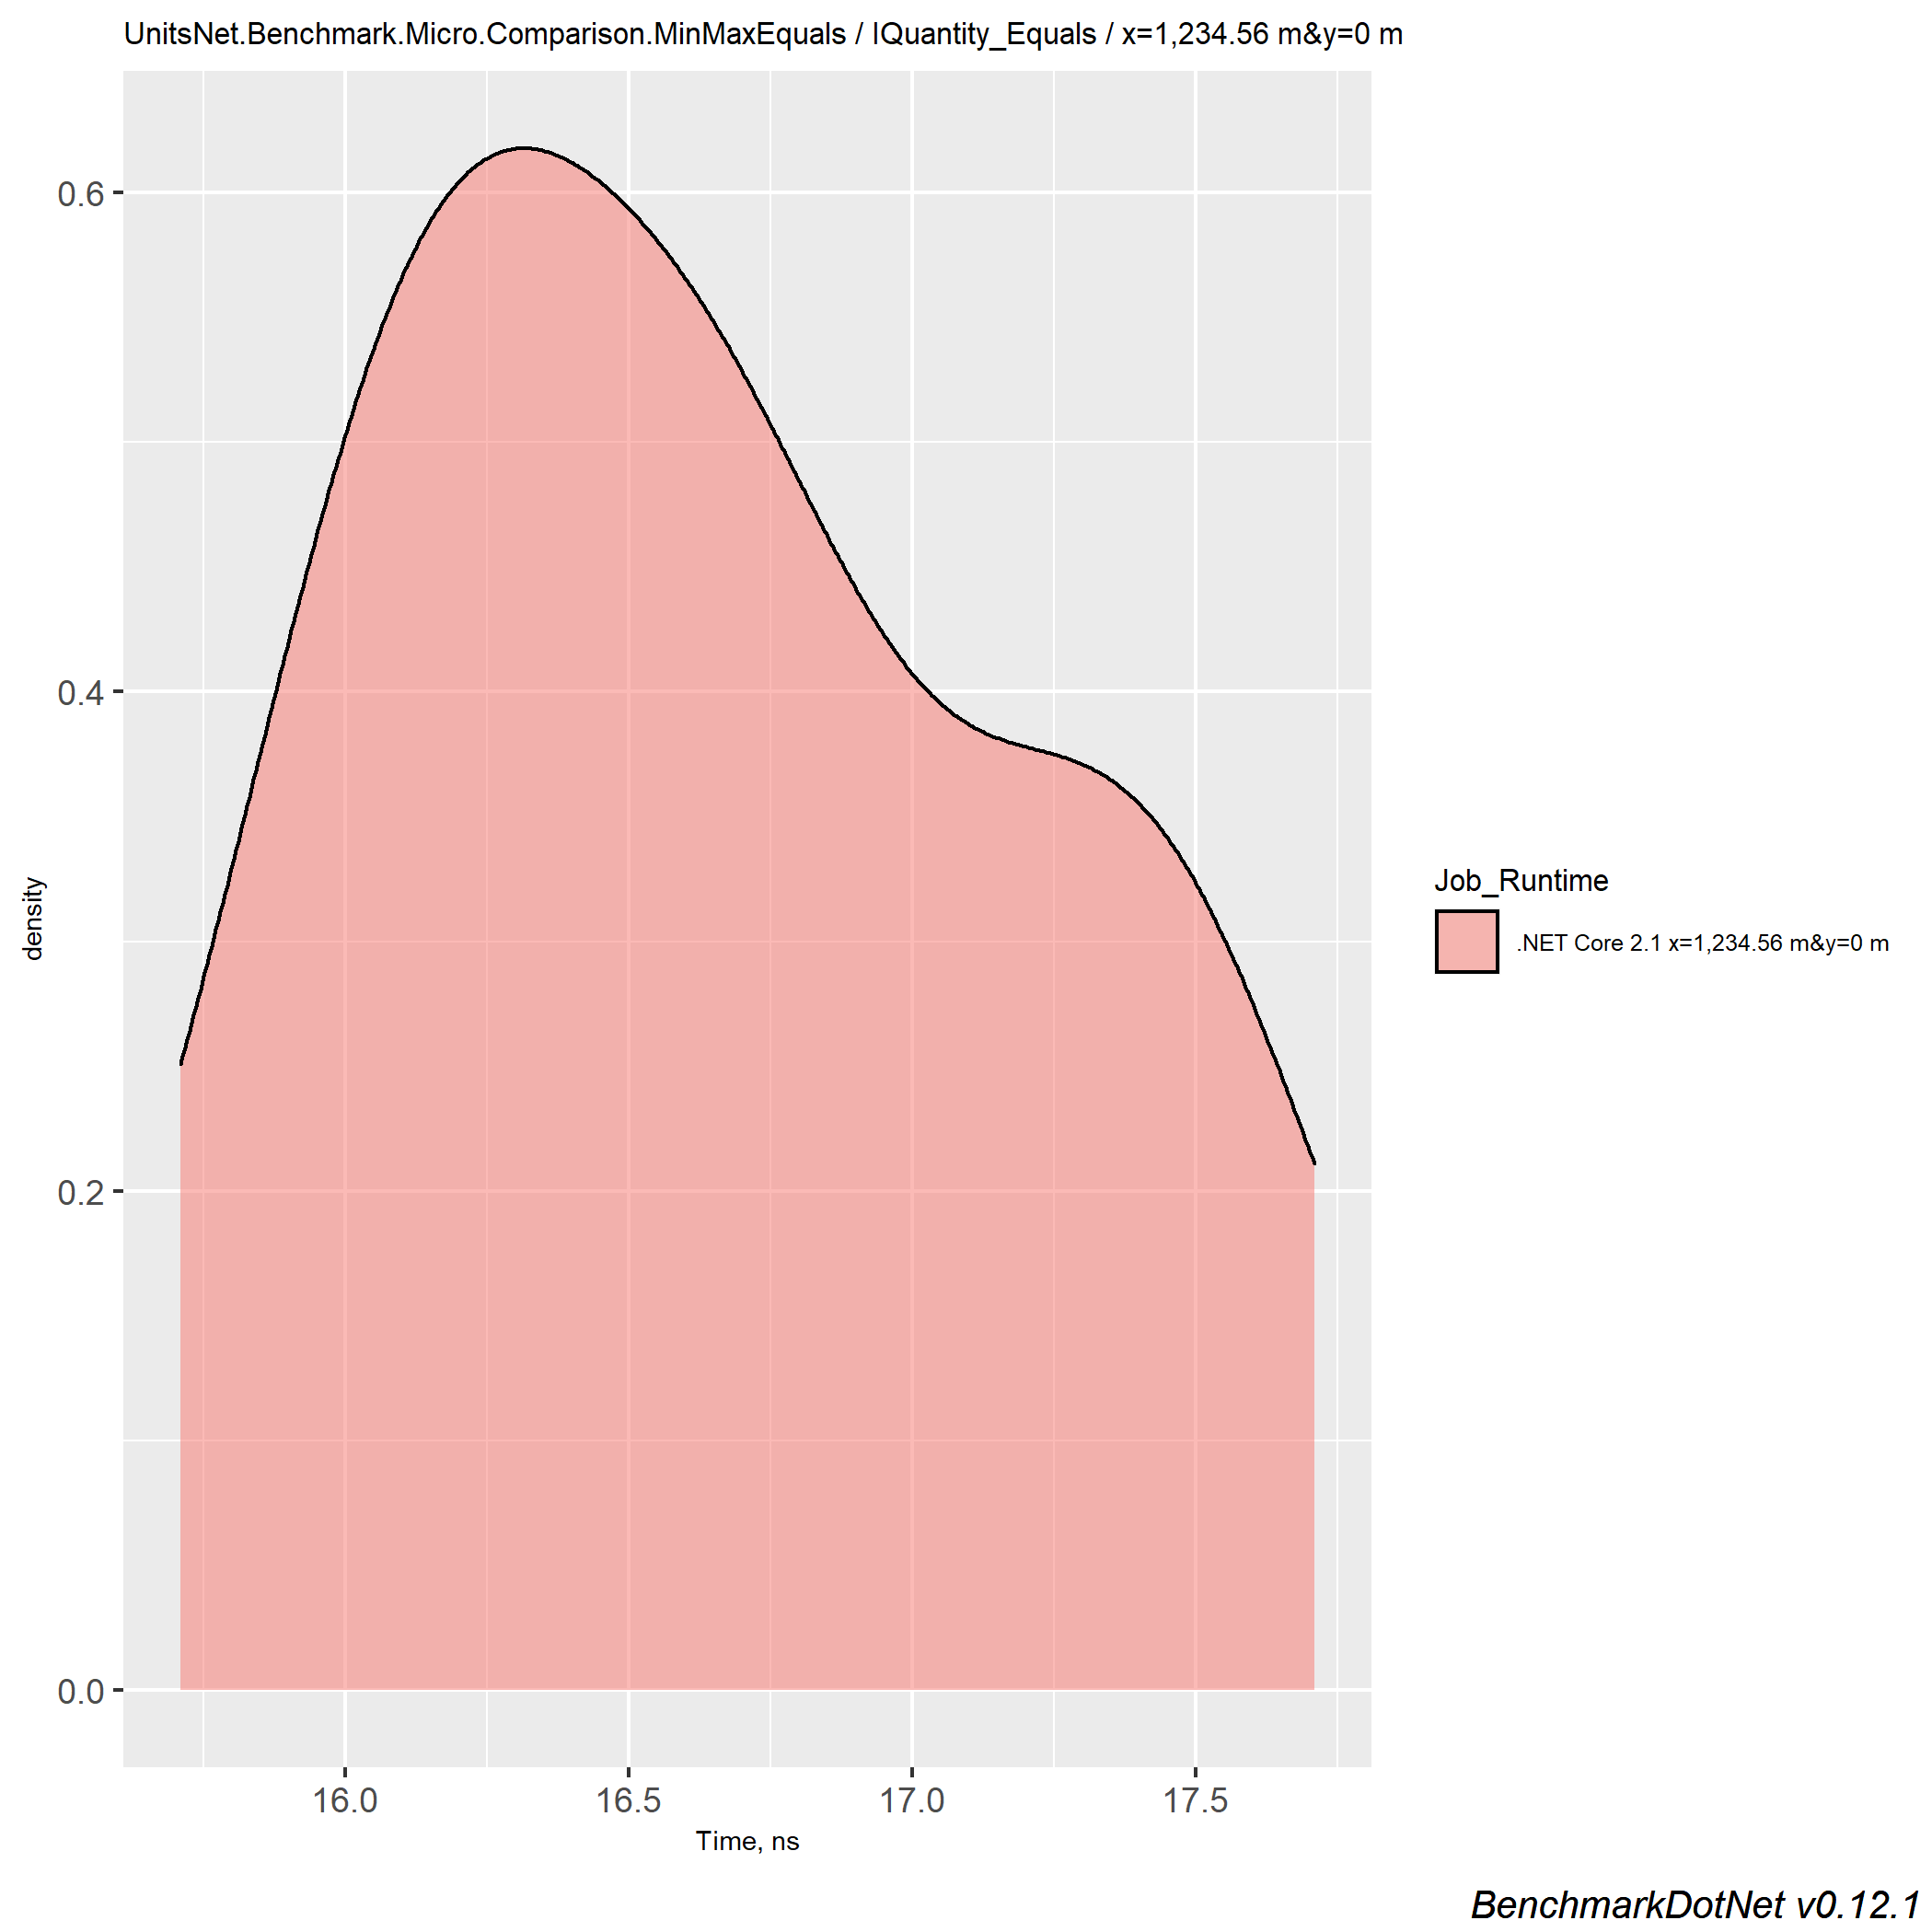 UnitsNet.Benchmark.Micro.Comparison.MinMaxEquals / IQuantity_Equals / x=1,234.56 m&y=0 m
0.6
0.4
0.2
0.0
density
16.0 16.5 17.0 17.5
Time, ns
Job_Runtime
.NET Core 2.1 x=1,234.56 m&y=0 m
BenchmarkDotNet v0.12.1